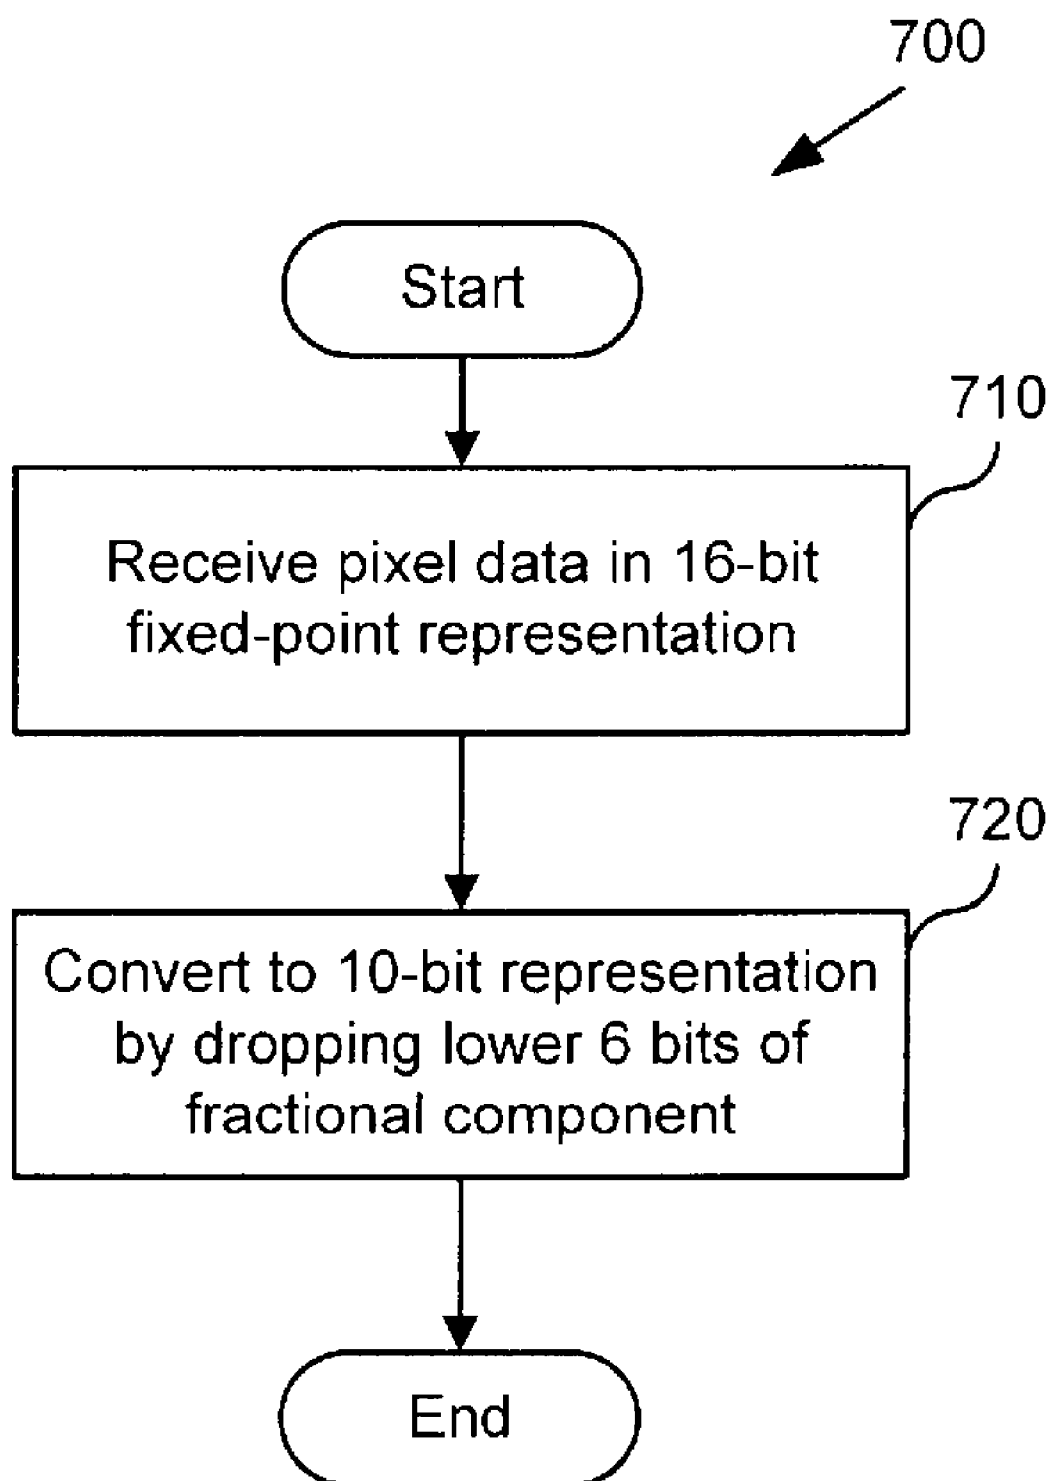 700
Start
710
Receive pixel data in 16-bit
fixed-point representation
720
Convert to 10-bit representation
by dropping lower 6 bits of
fractional component
End